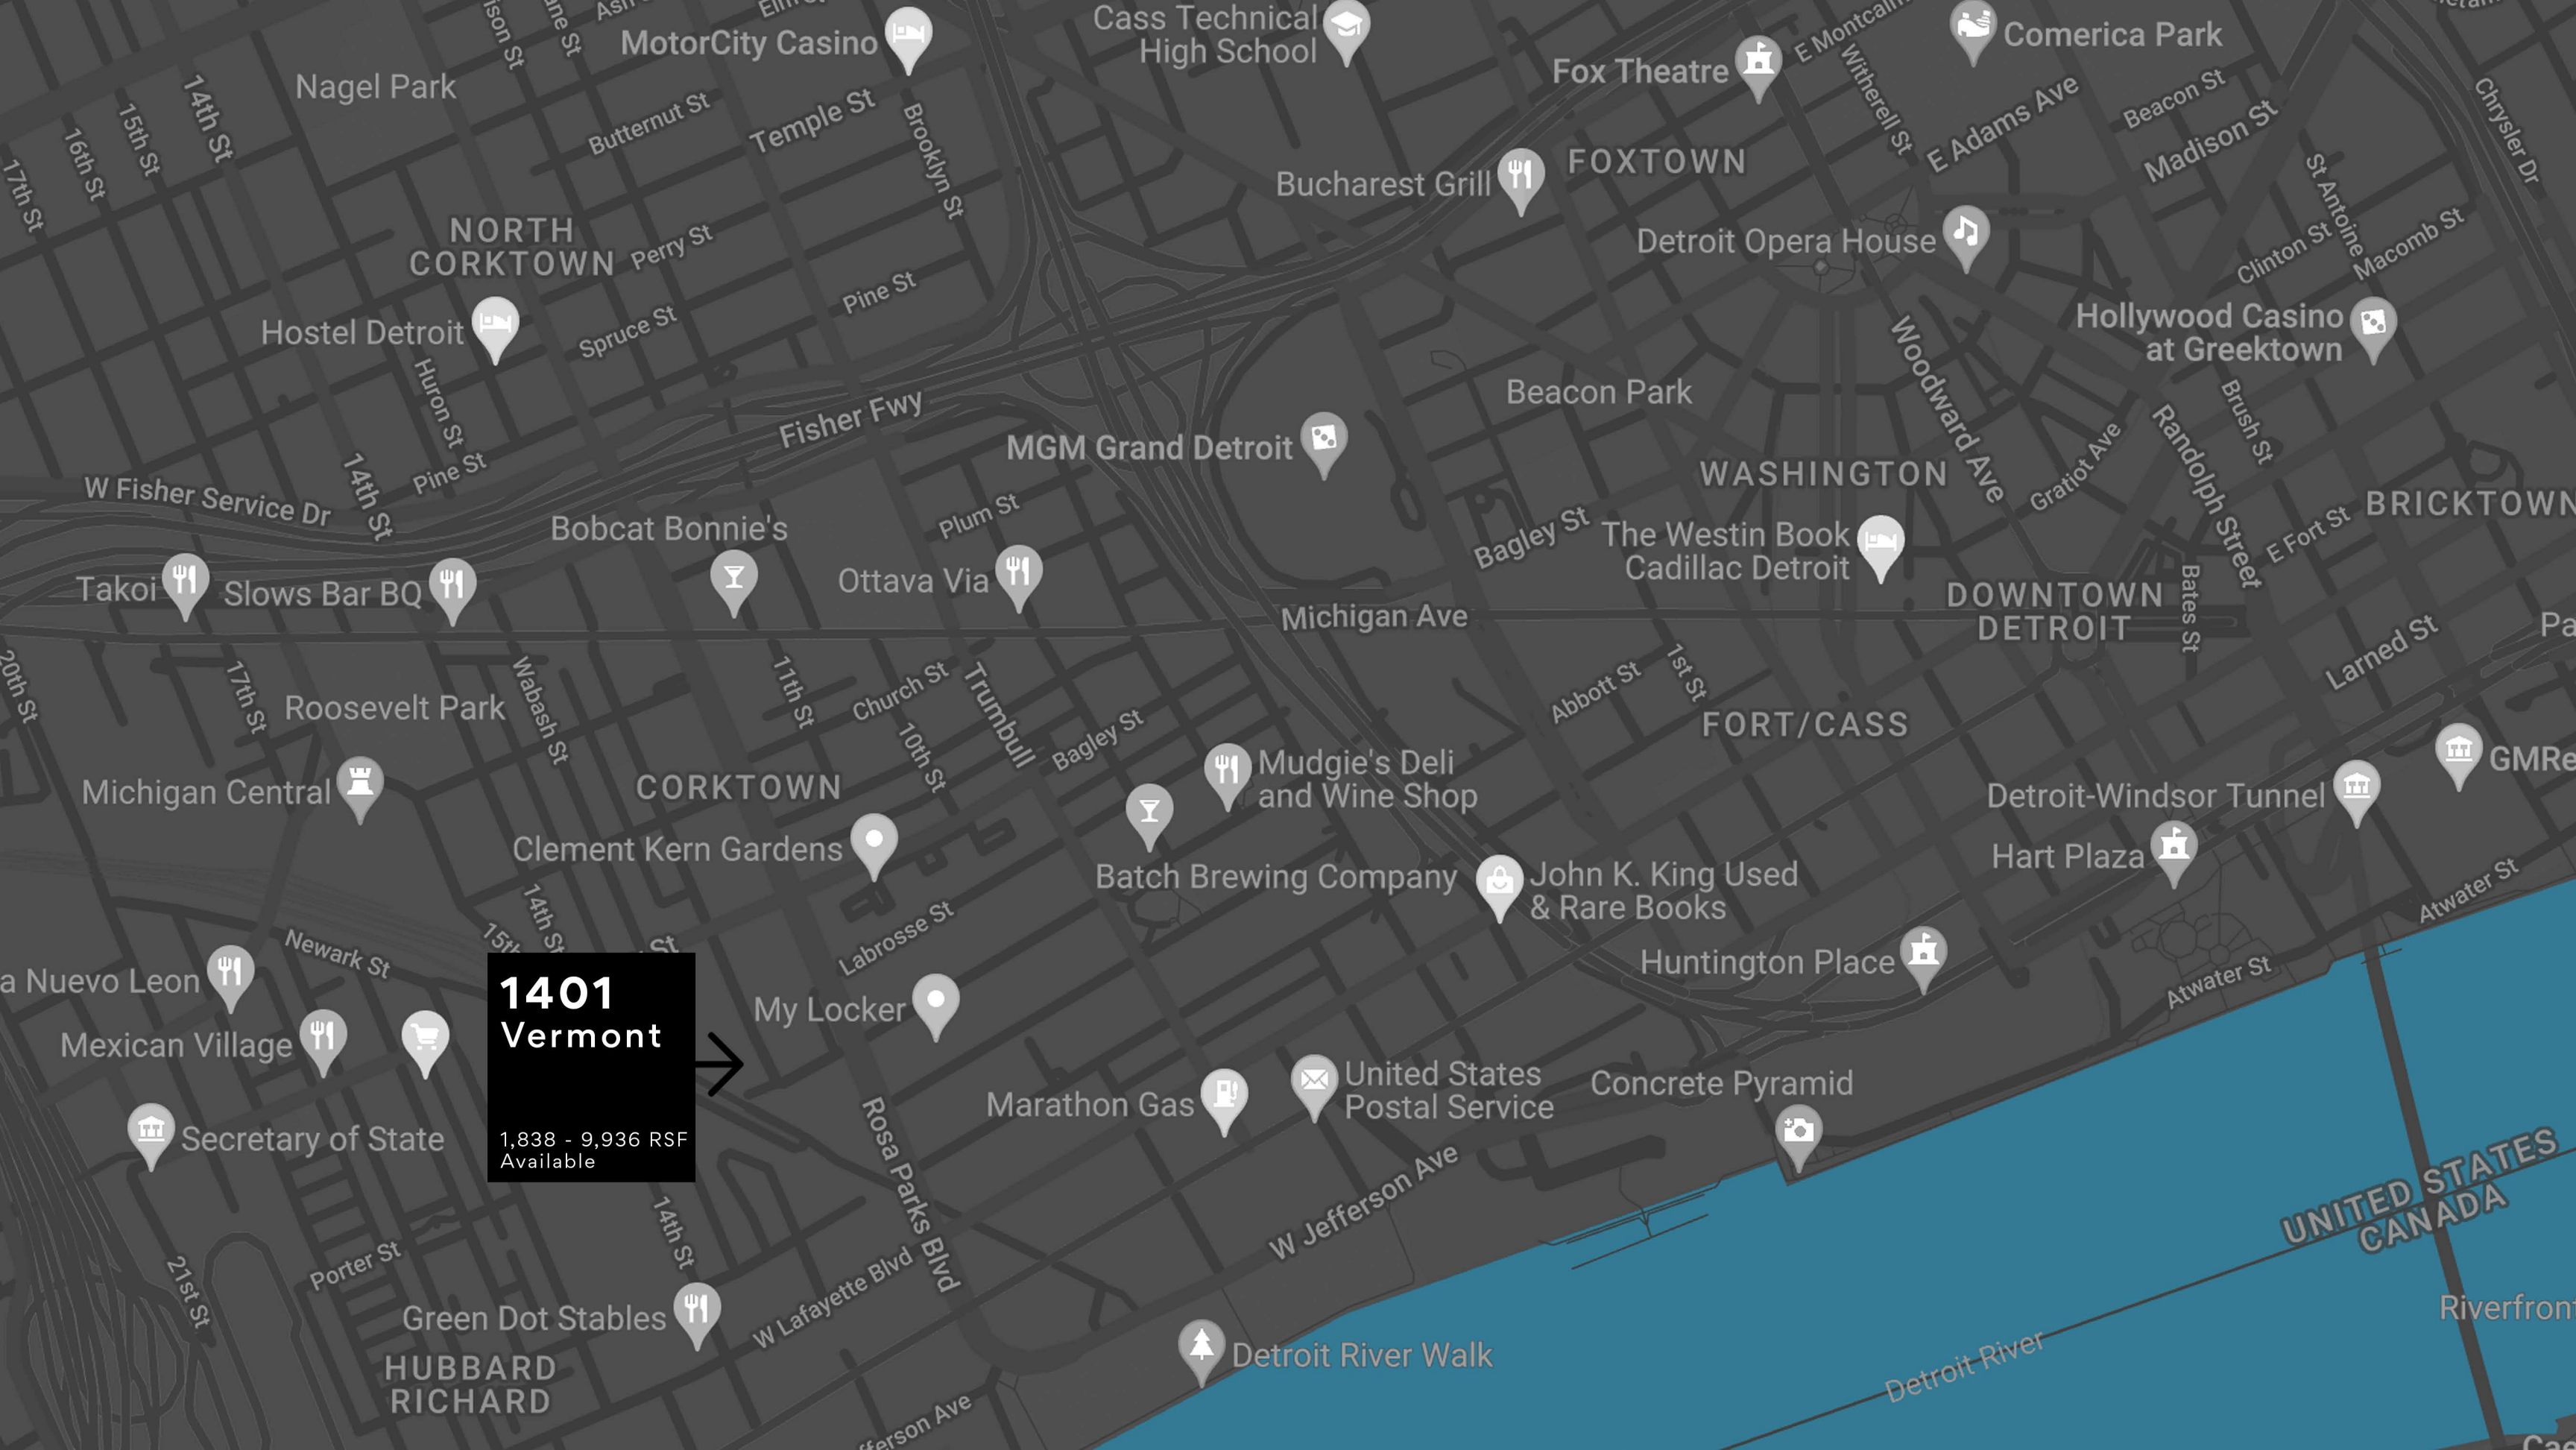 Cass Technical
High School
MotorCity Casino
Comerica Park
Fox Theatre
E Montcalm
Witherell St
Nagel Park
14th St
15th St
16th St
17th St
Butternut St
Temple St
Brooklyn St
E Adams Ave
Beacon St
Madison St
Chrysler Dr
FOXTOWN
Bucharest Grill
St Antoine
NORTH
CORKTOWN
Perry St
Detroit Opera House
Clinton St
Macomb St
Pine St
Hostel Detroit
Spruce St
Hollywood Casino
at Greektown
Huron St
Woodward Ave
Beacon Park
Brush St
Fisher Fwy
MGM Grand Detroit
Randolph Street
Gratiot Ave
Pine St
14th St
WASHINGTON
W Fisher Service Dr
Plum St
BRICKTOWN
Bobcat Bonnie's
Bagley St
The Westin Book
Cadillac Detroit
E Fort St
Takoi
Slows Bar BQ
Ottava Via
DOWNTOWN
DETROIT
Bates St
Michigan Ave
Larned St
20th St
17th St
Roosevelt Park
Wabash St
11th St
Church St
Trumbull
Abbott St
1st St
FORT/CASS
10th St
Bagley St
Mudgie's Deli
and Wine Shop
Michigan Central
CORKTOWN
Detroit-Windsor Tunnel
GMRe
Clement Kern Gardens
Hart Plaza
Batch Brewing Company
John K. King Used
& Rare Books
Atwater St
14th St
15th
St
Labrosse St
Newark St
Huntington Place
Atwater St
a Nuevo Leon
1401
Vermont
My Locker
Mexican Village
1,838 - 9,936 RSF
Available
United States
Postal Service
Concrete Pyramid
Marathon Gas
Secretary of State
Rosa Parks Blvd
W Jefferson Ave
UNITED STATES
CANADA
14th St
Porter St
21st St
W Lafayette Blvd
Green Dot Stables
Riverfront
Detroit River Walk
Detroit River
HUBBARD
RICHARD
fferson Ave